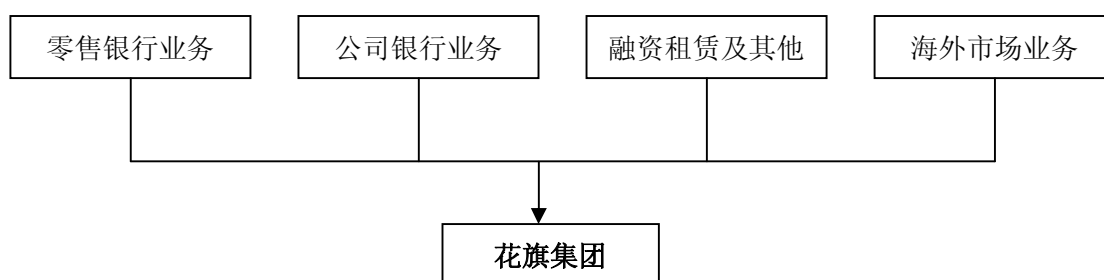 零售银行业务
公司银行业务
融资租赁及其他
海外市场业务
花旗集团